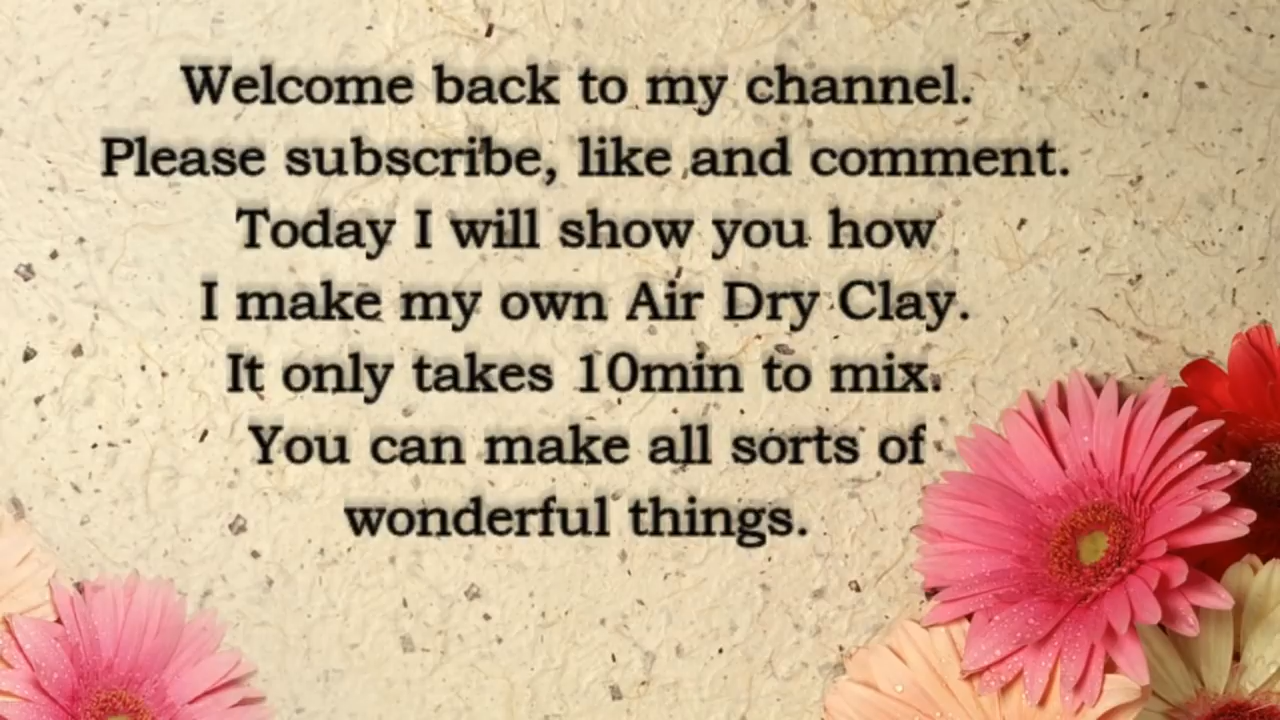 Welcome back to my channel.
Please subscribe, like and comment.
Today I will show you how
I make my own Air Dry Clay.
It only takes 10min to mix.
You can make all sorts of
wonderful things.